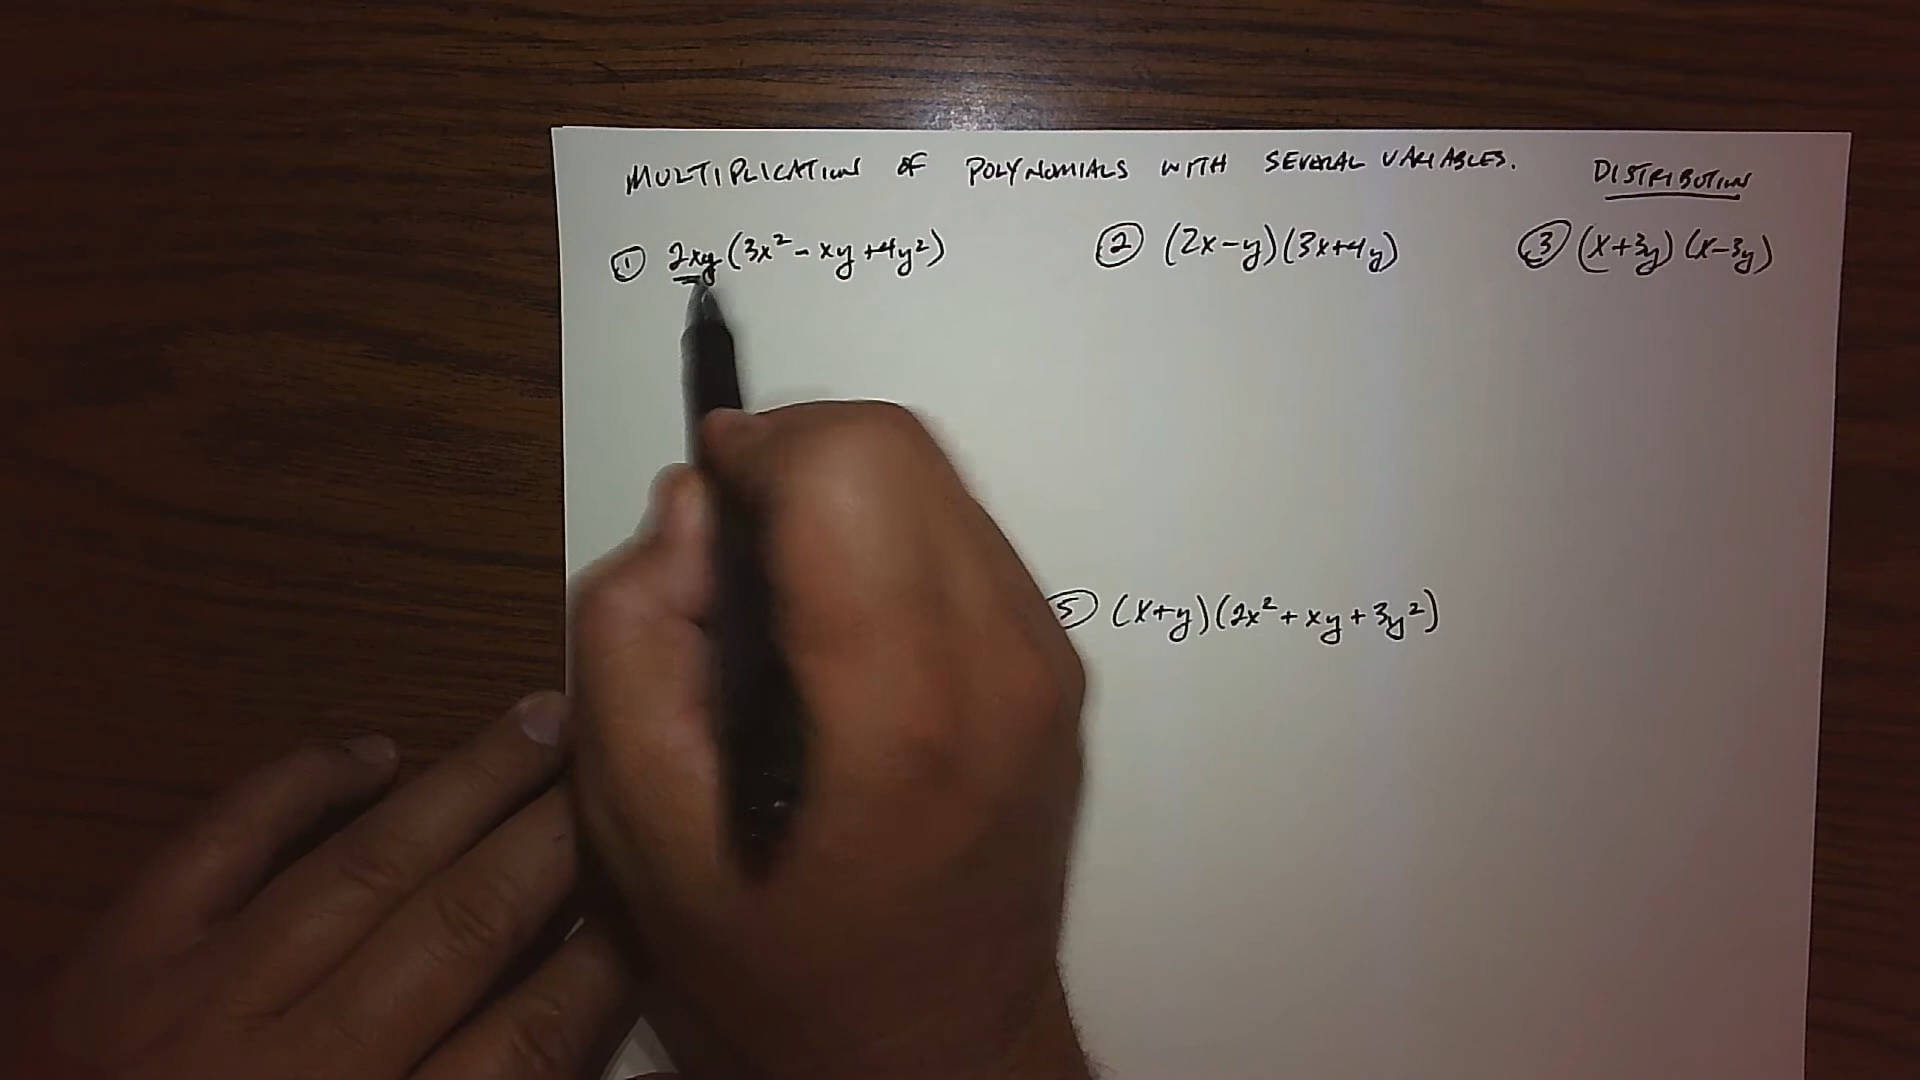 MULTIPLICATION OF POLYNOMIALS WITH SEVERAL VARIABLES. DISTRIBUTION
① 2xy(3x² - xy + 4y²) ② (2x-y)(3x+4y) ③ (x+3y)(x-3y)
⑤ (x+y)(2x² + xy + 3y²)